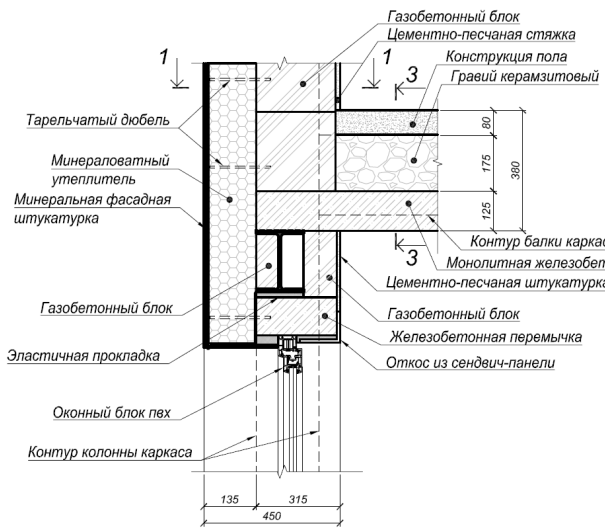 Газобетонный блок
Цементно-песчаная стяжка
1
1
3
Конструкция пола
Гравий керамзитовый
Тарельчатый дюбель
Минераловатный
утеплитель
Минеральная фасадная
штукатурка
80
175
125
380
3
Контур балки каркас
Монолитная железобет
Цементно-песчаная штукатурка
Газобетонный блок
Газобетонный блок
Железобетонная перемычка
Эластичная прокладка
Откос из сендвич-панели
Оконный блок пвх
Контур колонны каркаса
135
315
450